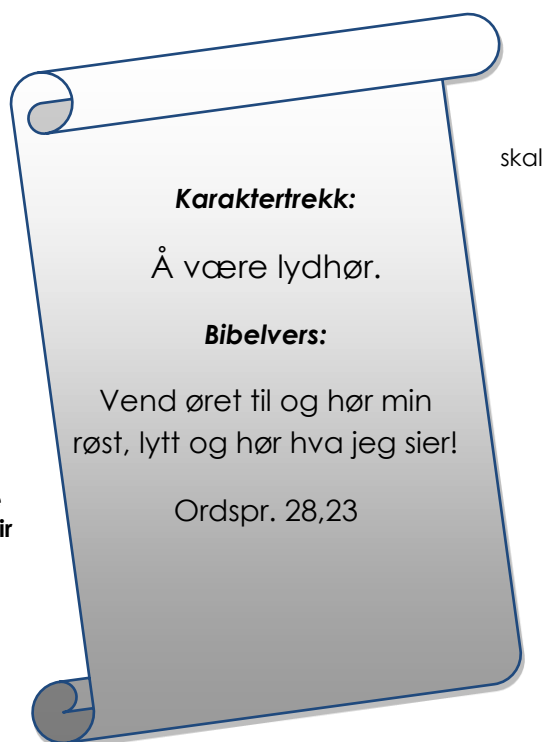 skal
Karaktertrekk:
Å være lydhør.
Bibelvers:
Vend øret til og hør min
røst, lytt og hør hva jeg sier!
Ordspr. 28,23
ir